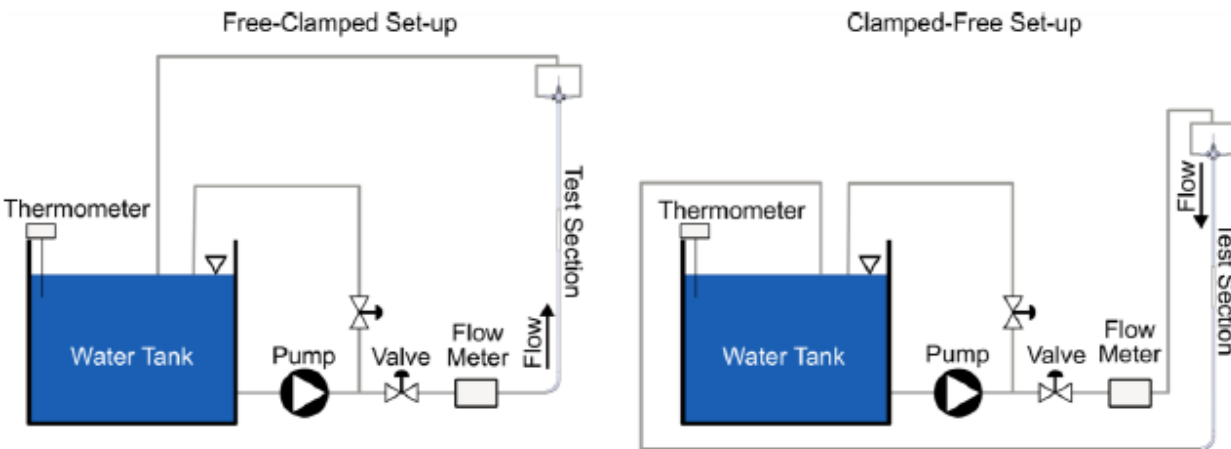 Free-Clamped Set-up
Thermometer
Water Tank
Pump
Valve
Flow
Meter
Flow
Test Section
Clamped-Free Set-up
Thermometer
Water Tank
Pump
Valve
Flow
Meter
Flow
Test Section